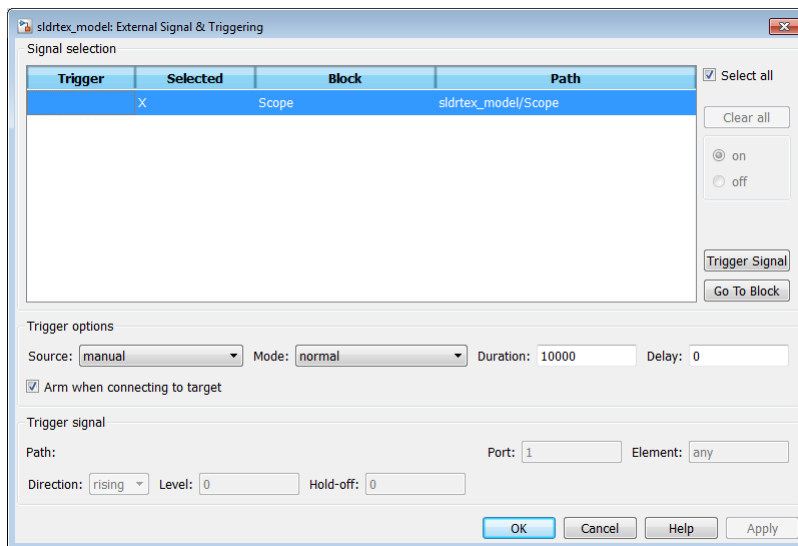 sldrtex_model: External Signal & Triggering
Signal selection
Trigger Selected Block Path
X Scope sldrtex_model/Scope
Select all
Clear all
on
off
Trigger Signal
Go To Block
Trigger options
Source: manual Mode: normal Duration: 10000 Delay: 0
Arm when connecting to target
Trigger signal
Path: Port: 1 Element: any
Direction: rising Level: 0 Hold-off: 0
OK Cancel Help Apply